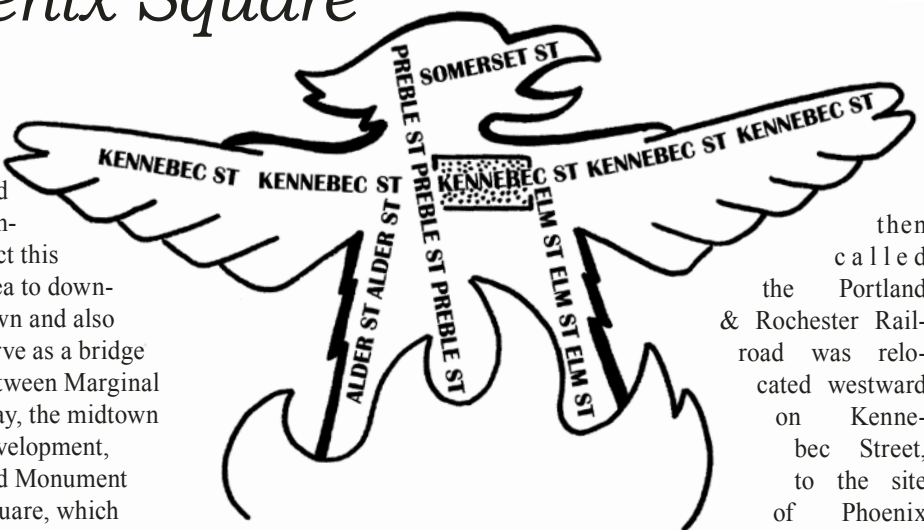 enix Square
PREBLE ST PREBLE ST PREBLE ST
SOMERSET ST
KENNEBEC ST KENNEBEC ST
KENNEBEC ST KENNEBEC ST KENNEBEC ST
ALDER ST ALDER ST
ELM ST ELM ST ELM ST
d
n-
ct this
ea to down-
wn and also
rve as a bridge
tween Marginal
ay, the midtown
velopment,
d Monument
uare, which
then
called
the Portland
& Rochester Rail-
road was relo-
cated westward
on Kenne-
bec Street,
to the site
of Phoenix